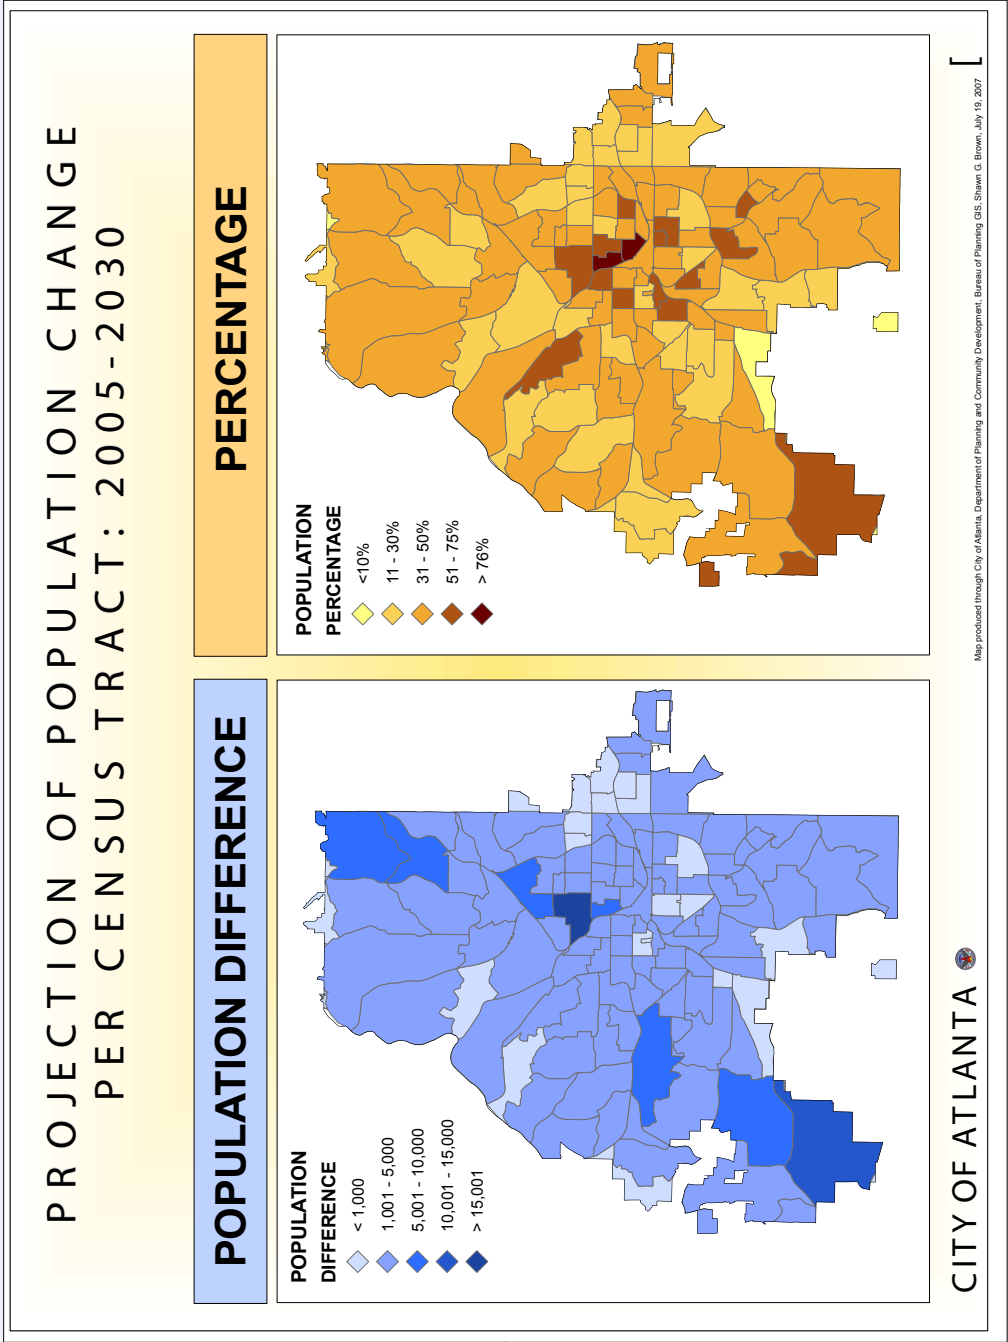 PROJECTION OF POPULATION CHANGE
PER CENSUS TRACT: 2005-2030
POPULATION DIFFERENCE
POPULATION
DIFFERENCE
< 1,000
1,001 - 5,000
5,001 - 10,000
10,001 - 15,000
> 15,001
PERCENTAGE
POPULATION
PERCENTAGE
<10%
11 - 30%
31 - 50%
51 - 75%
> 76%
CITY OF ATLANTA
[
Map produced through City of Atlanta, Department of Planning and Community Development, Bureau of Planning GIS, Shawn G. Brown, July 19, 2007